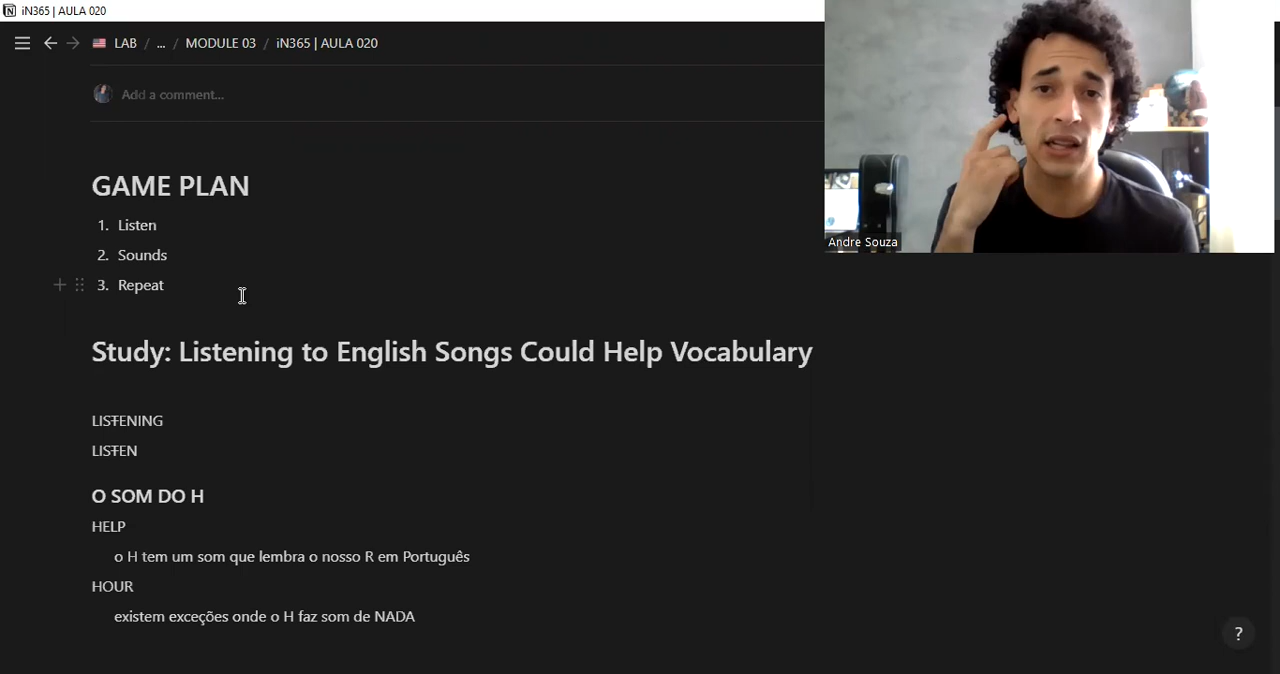 iN365 | AULA 020
LAB / ... / MODULE 03 / iN365 | AULA 020
Add a comment...
Andre Souza
GAME PLAN
1. Listen
2. Sounds
3. Repeat
Study: Listening to English Songs Could Help Vocabulary
LISTENING
LISTEN
O SOM DO H
HELP
o H tem um som que lembra o nosso R em Português
HOUR
existem exceções onde o H faz som de NADA
?